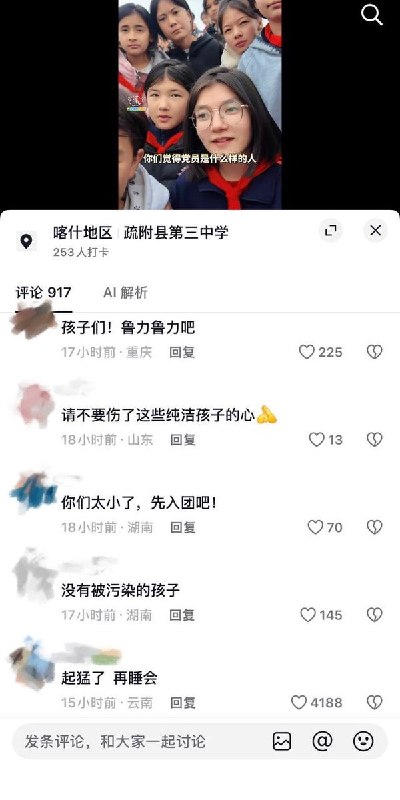 你们觉得党员是什么样的人
喀什地区 疏附县第三中学
253人打卡
评论 917
AI 解析
孩子们！鲁力鲁力吧
17小时前 · 重庆 回复
225
请不要伤了这些纯洁孩子的心
18小时前 · 山东 回复
13
你们太小了，先入团吧！
18小时前 · 湖南 回复
70
没有被污染的孩子
17小时前 · 湖南 回复
145
起猛了 再睡会
15小时前 · 云南 回复
4188
发条评论，和大家一起讨论